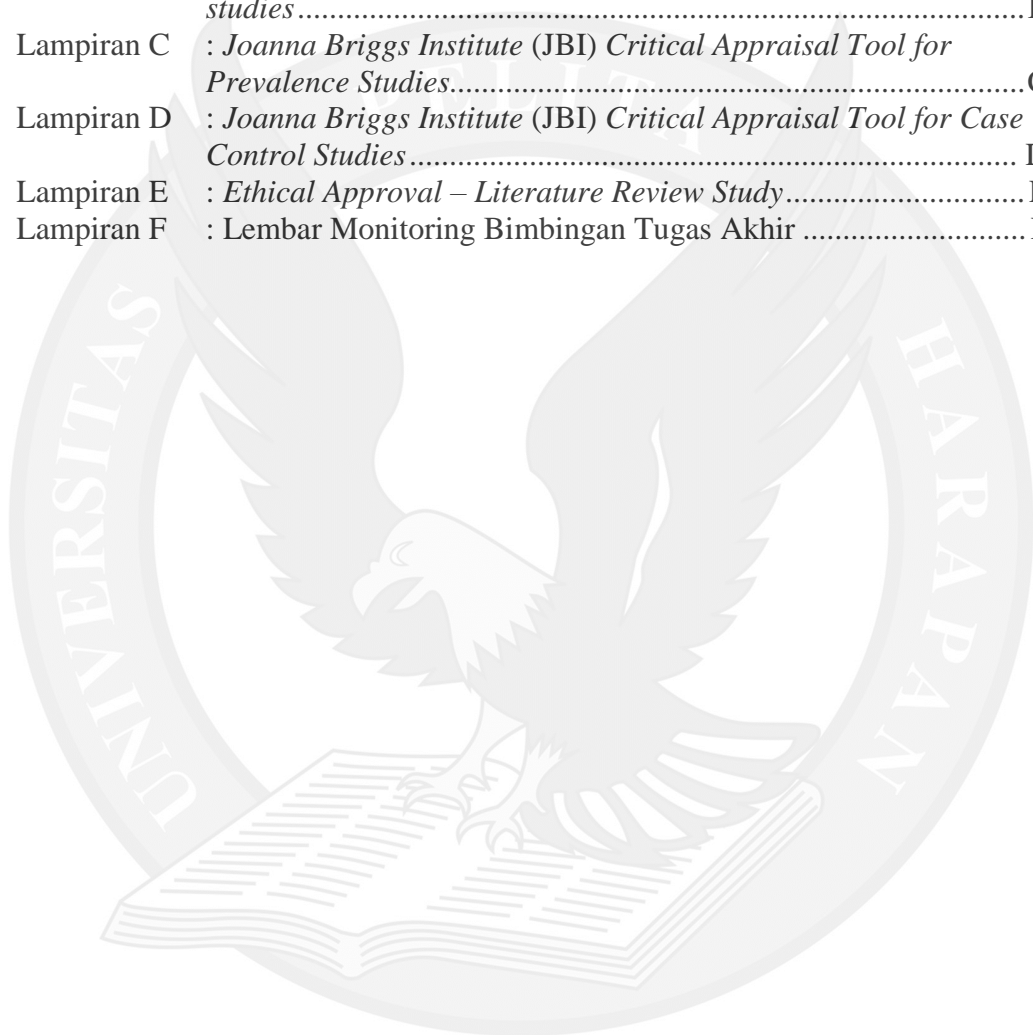 studies
Lampiran C : Joanna Briggs Institute (JBI) Critical Appraisal Tool for
Prevalence Studies
Lampiran D : Joanna Briggs Institute (JBI) Critical Appraisal Tool for Case
Control Studies
Lampiran E : Ethical Approval – Literature Review Study
Lampiran F : Lembar Monitoring Bimbingan Tugas Akhir
UNIVERSITAS
PELITA
HARAPAN